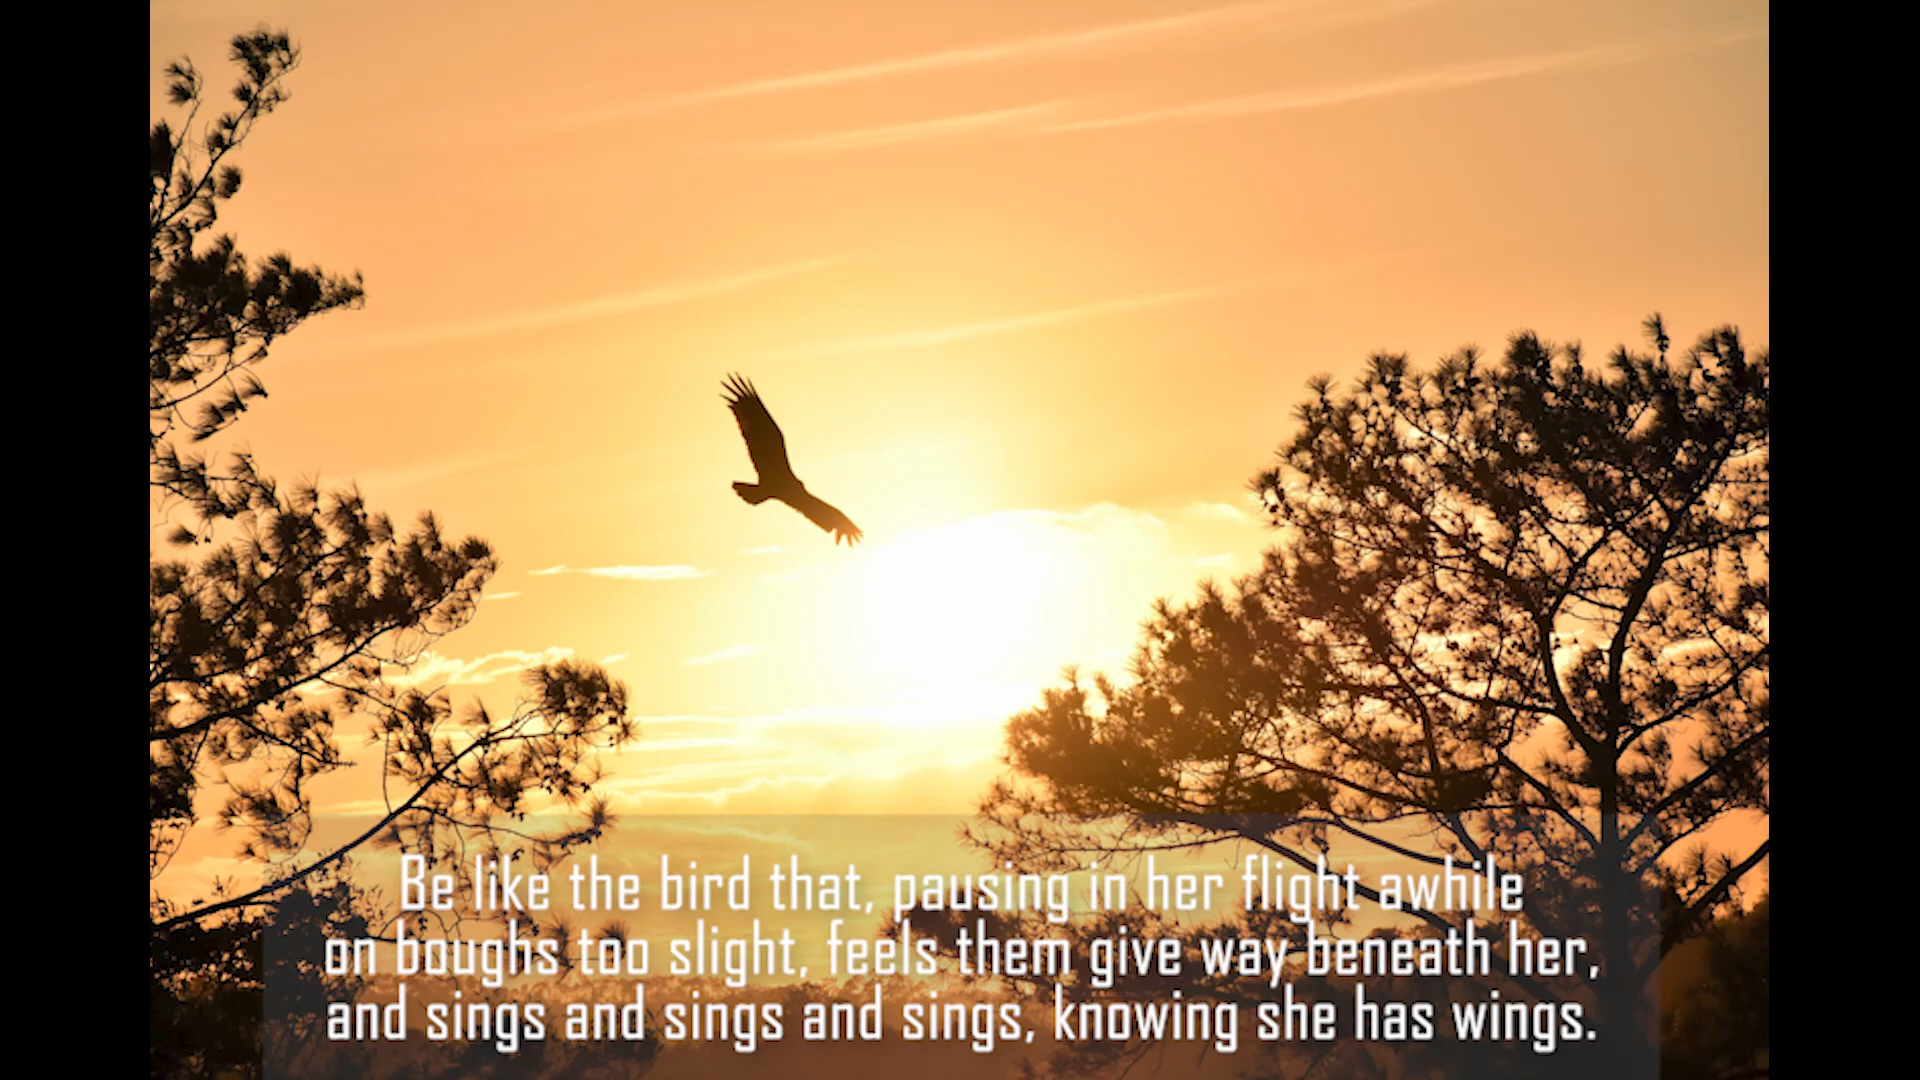 Be like the bird that, pausing in her flight awhile
on boughs too slight, feels them give way beneath her,
and sings and sings and sings, knowing she has wings.